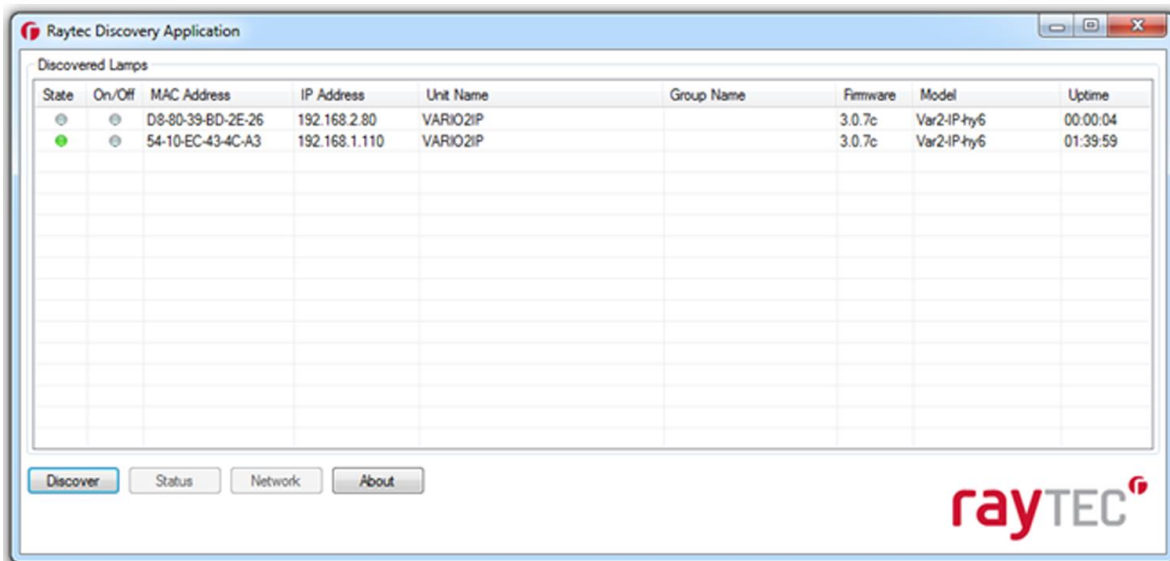 Raytec Discovery Application
Discovered Lamps
State On/Off MAC Address IP Address Unit Name Group Name Firmware Model Uptime
D8-80-39-BD-2E-26 192.168.2.80 VARIO2IP 3.0.7c Var2-IP-hy6 00:00:04
54-10-EC-43-4C-A3 192.168.1.110 VARIO2IP 3.0.7c Var2-IP-hy6 01:39:59
Discover Status Network About
rayTEC